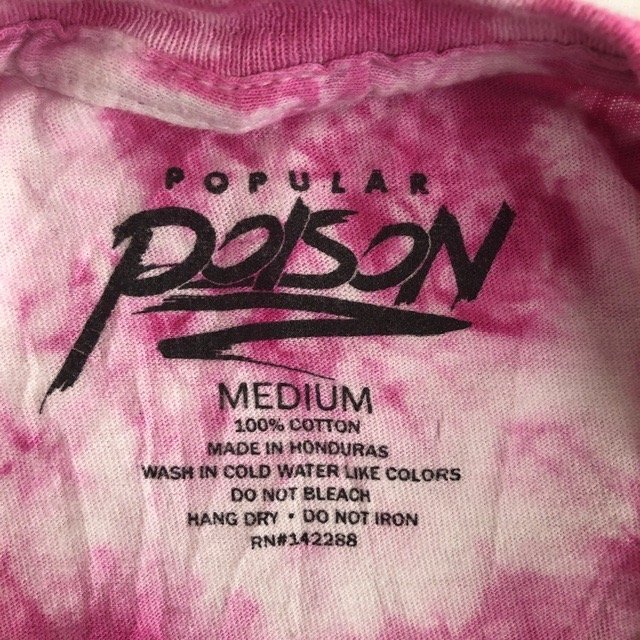 POPULAR
POISON
MEDIUM
100% COTTON
MADE IN HONDURAS
WASH IN COLD WATER LIKE COLORS
DO NOT BLEACH
HANG DRY • DO NOT IRON
RN#142288